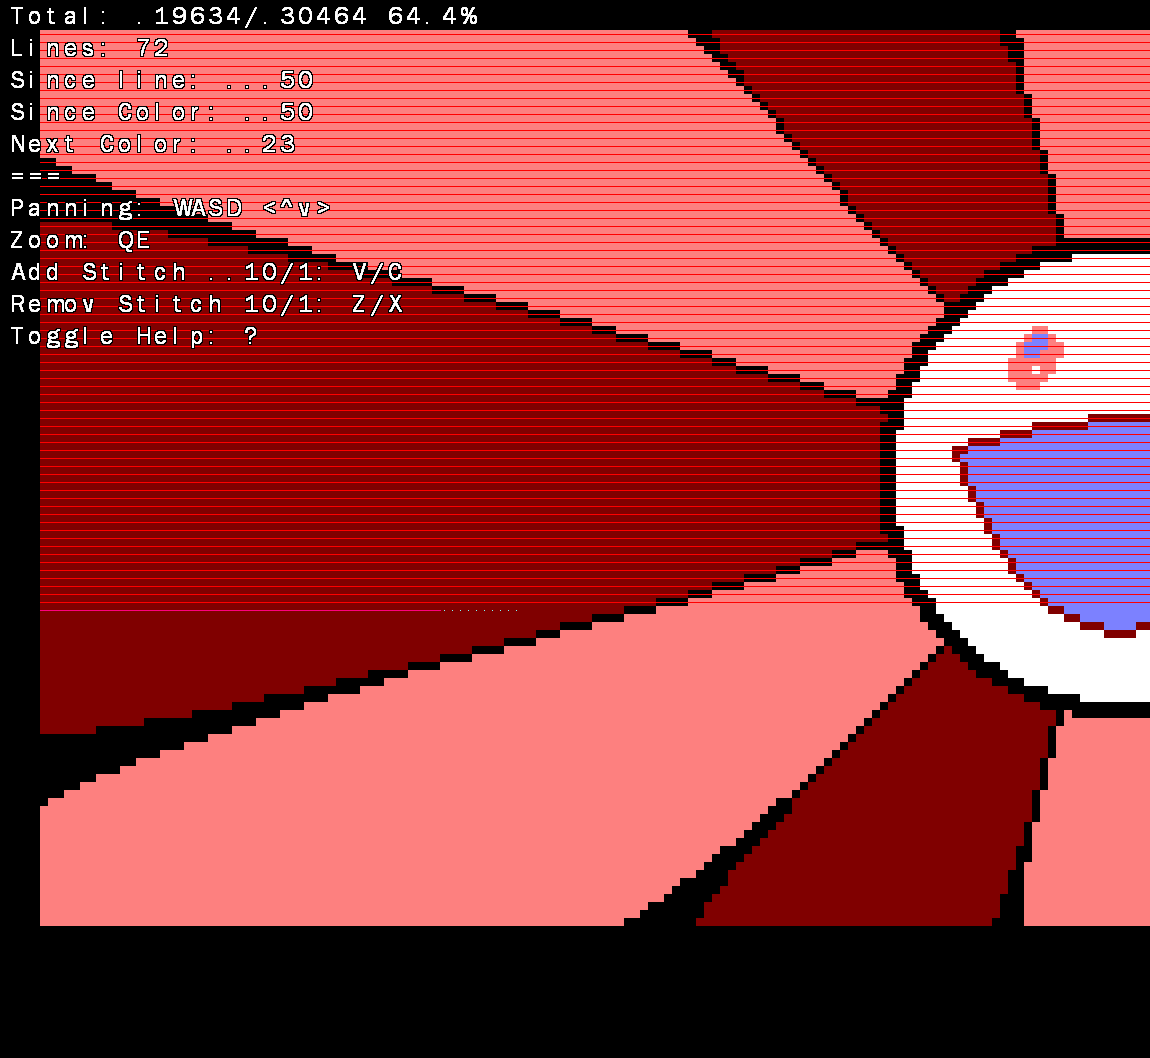 Total: .19634/.30464 64.4%
Lines: 72
Since line: ...50
Since Color: ..50
Next Color: ..23
===
Panning: WASD <^v>
Zoom: QE
Add Stitch ..10/1: V/C
Remov Stitch 10/1: Z/X
Toggle Help: ?